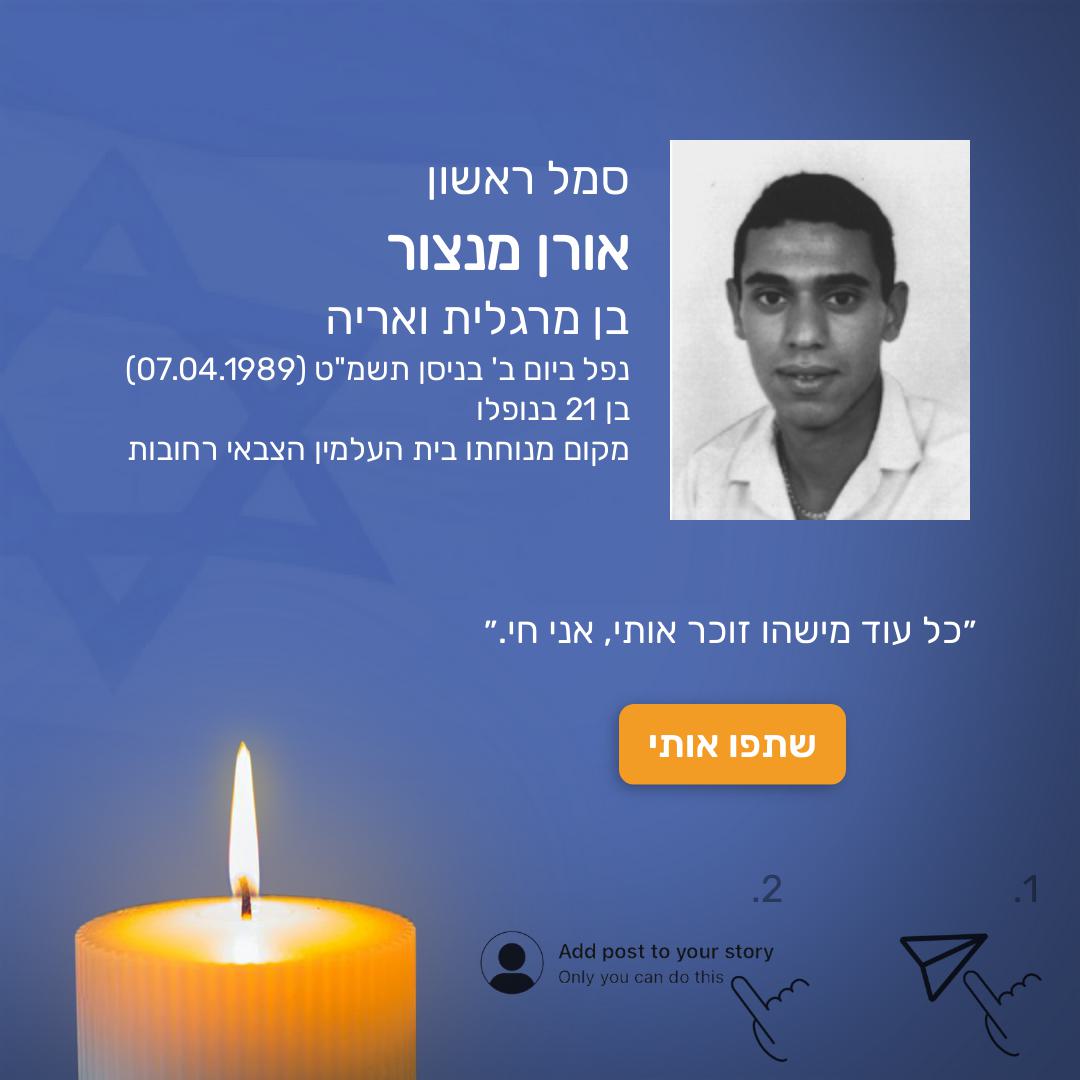 סמל ראשון
אורן מנצור
בן מרגלית ואריה
נפל ביום ב' בניסן תשמ"ט (07.04.1989)
בן 21 בנופלו
מקום מנוחתו בית העלמין הצבאי רחובות
״כל עוד מישהו זוכר אותי, אני חי.״
שתפו אותי
.1
.2
Add post to your story
Only you can do this